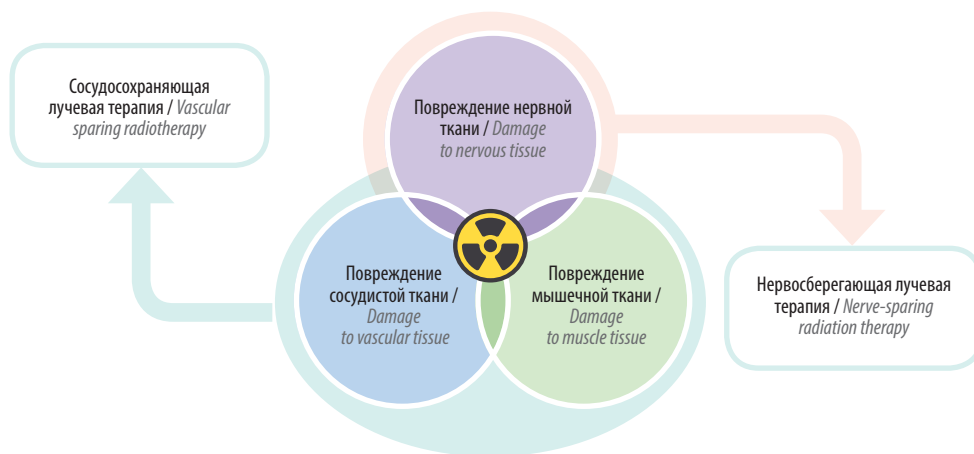 Сосудосохраняющая
лучевая терапия / Vascular
sparing radiotherapy
Повреждение нервной
ткани / Damage
to nervous tissue
Повреждение
сосудистой ткани /
Damage
to vascular tissue
Повреждение
мышечной ткани /
Damage
to muscle tissue
Нервосберегающая лучевая
терапия / Nerve-sparing
radiation therapy